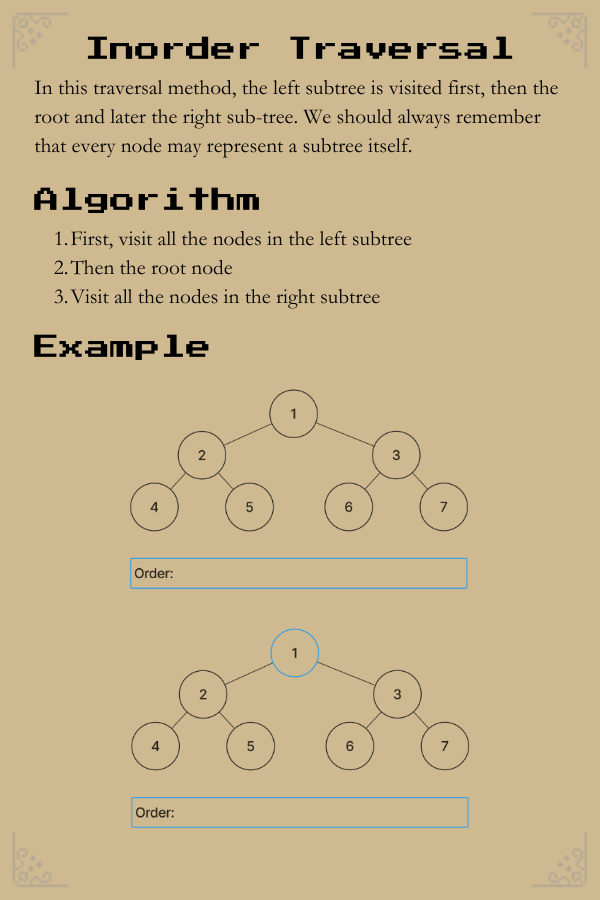 Inorder Traversal
In this traversal method, the left subtree is visited first, then the
root and later the right sub-tree. We should always remember
that every node may represent a subtree itself.
Algorithm
1. First, visit all the nodes in the left subtree
2. Then the root node
3. Visit all the nodes in the right subtree
Example
1
2 3
4 5 6 7
Order:
1
2 3
4 5 6 7
Order: